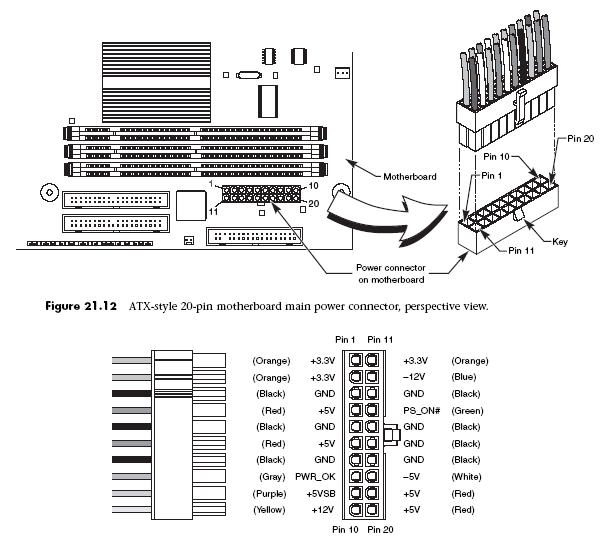 Pin 20
Pin 10
Motherboard
Pin 1
1
10
11
20
Key
Pin 11
Power connector
on motherboard
Figure 21.12 ATX-style 20-pin motherboard main power connector, perspective view.
Pin 1 Pin 11
(Orange) +3.3V +3.3V (Orange)
(Orange) +3.3V −12V (Blue)
(Black) GND GND (Black)
(Red) +5V PS_ON# (Green)
(Black) GND GND (Black)
(Red) +5V GND (Black)
(Black) GND GND (Black)
(Gray) PWR_OK −5V (White)
(Purple) +5VSB +5V (Red)
(Yellow) +12V +5V (Red)
Pin 10 Pin 20